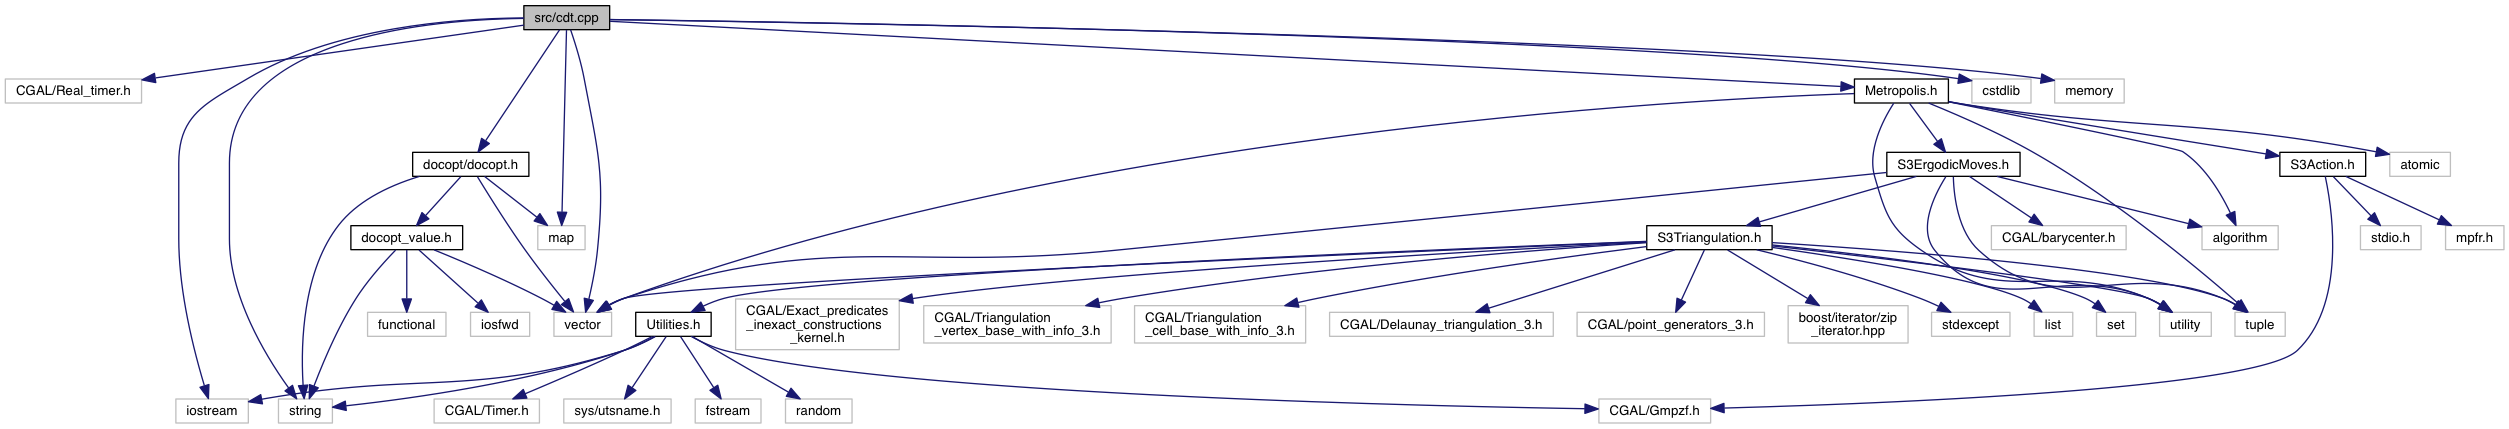 src/cdt.cpp
CGAL/Real_timer.h
Metropolis.h
cstdlib
memory
docopt/docopt.h
S3ErgodicMoves.h
S3Action.h
atomic
docopt_value.h
map
S3Triangulation.h
CGAL/barycenter.h
algorithm
stdio.h
mpfr.h
functional
iosfwd
vector
Utilities.h
CGAL/Exact_predicates
_inexact_constructions
_kernel.h
CGAL/Triangulation
_vertex_base_with_info_3.h
CGAL/Triangulation
_cell_base_with_info_3.h
CGAL/Delaunay_triangulation_3.h
CGAL/point_generators_3.h
boost/iterator/zip
_iterator.hpp
stdexcept
list
set
utility
tuple
iostream
string
CGAL/Timer.h
sys/utsname.h
fstream
random
CGAL/Gmpzf.h